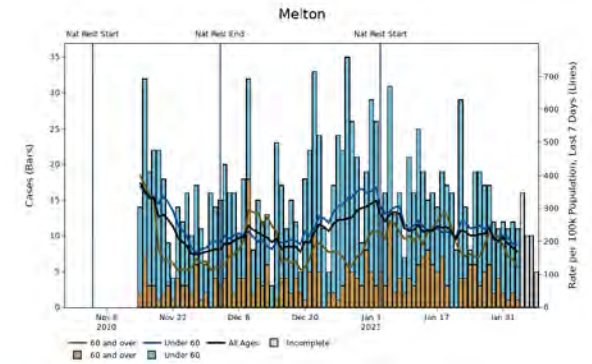 Melton
Nat Rest Start Nat Rest End Nat Rest Start
35
30
25
20
15
10
5
0
Cases (Bars)
700
600
500
400
300
200
100
0
Rate per 100k Population, Last 7 Days (Lines)
Nov 8 Nov 22 Dec 6 Dec 20 Jan 3 Jan 17 Jan 31
2020 2021
60 and over Under 60 All Ages Incomplete
60 and over Under 60